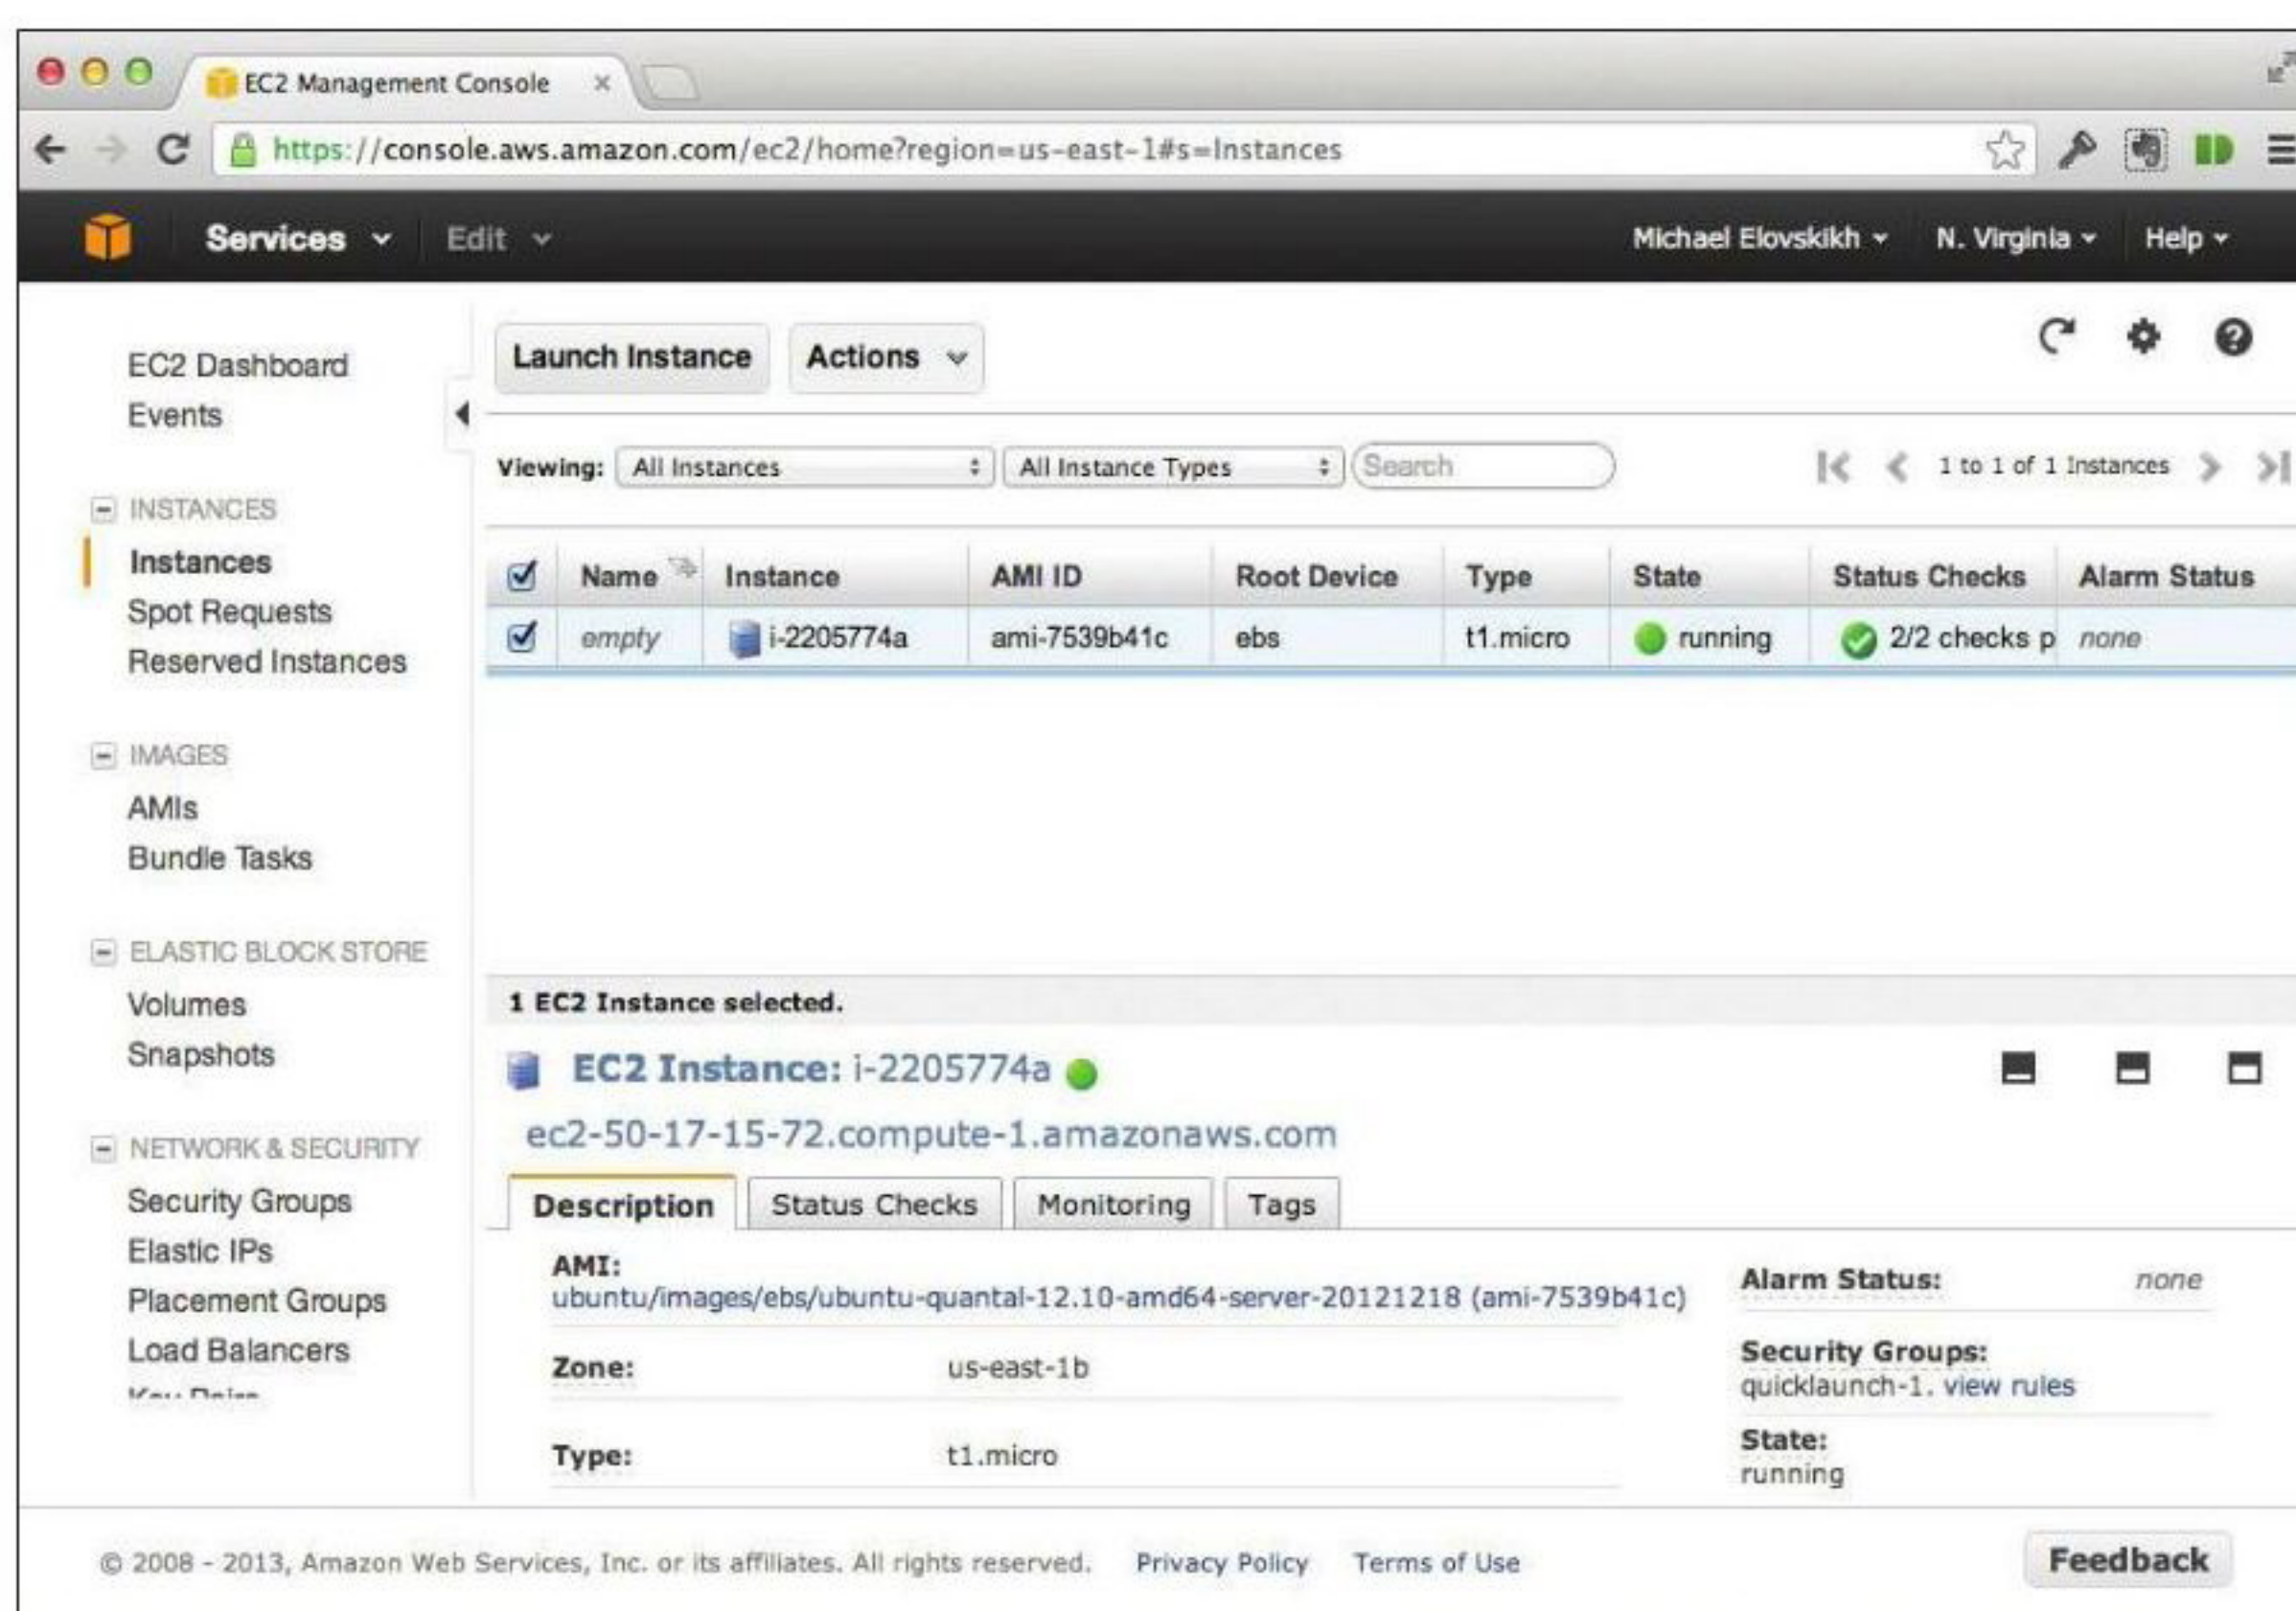 EC2 Management Console
https://console.aws.amazon.com/ec2/home?region=us-east-1#s=Instances
Services Edit Michael Elovskikh N. Virginia Help
EC2 Dashboard
Events
INSTANCES
Instances
Spot Requests
Reserved Instances
IMAGES
AMIs
Bundle Tasks
ELASTIC BLOCK STORE
Volumes
Snapshots
NETWORK & SECURITY
Security Groups
Elastic IPs
Placement Groups
Load Balancers
Key Pairs
Launch Instance Actions
Viewing: All Instances All Instance Types Search 1 to 1 of 1 Instances
Name Instance AMI ID Root Device Type State Status Checks Alarm Status
empty i-2205774a ami-7539b41c ebs t1.micro running 2/2 checks p none
1 EC2 Instance selected.
EC2 Instance: i-2205774a
ec2-50-17-15-72.compute-1.amazonaws.com
Description Status Checks Monitoring Tags
AMI:
ubuntu/images/ebs/ubuntu-quantal-12.10-amd64-server-20121218 (ami-7539b41c)
Zone: us-east-1b
Type: t1.micro
Alarm Status: none
Security Groups:
quicklaunch-1. view rules
State:
running
© 2008 - 2013, Amazon Web Services, Inc. or its affiliates. All rights reserved. Privacy Policy Terms of Use Feedback